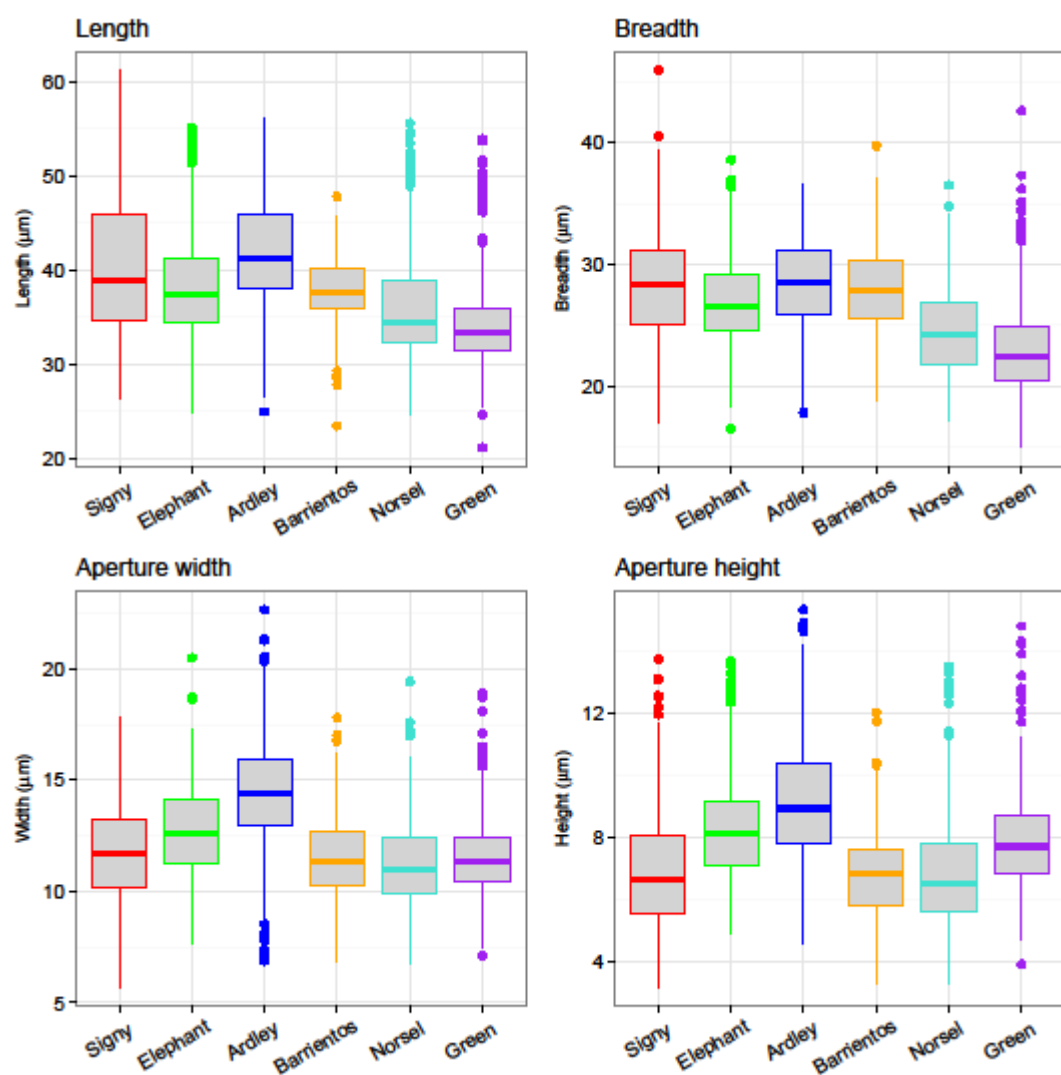 Length
Length (µm)
60
50
40
30
20
Signy
Elephant
Ardley
Barrientos
Norsel
Green
Breadth
Breadth (µm)
40
30
20
Signy
Elephant
Ardley
Barrientos
Norsel
Green
Aperture width
Width (µm)
20
15
10
5
Signy
Elephant
Ardley
Barrientos
Norsel
Green
Aperture height
Height (µm)
12
8
4
Signy
Elephant
Ardley
Barrientos
Norsel
Green